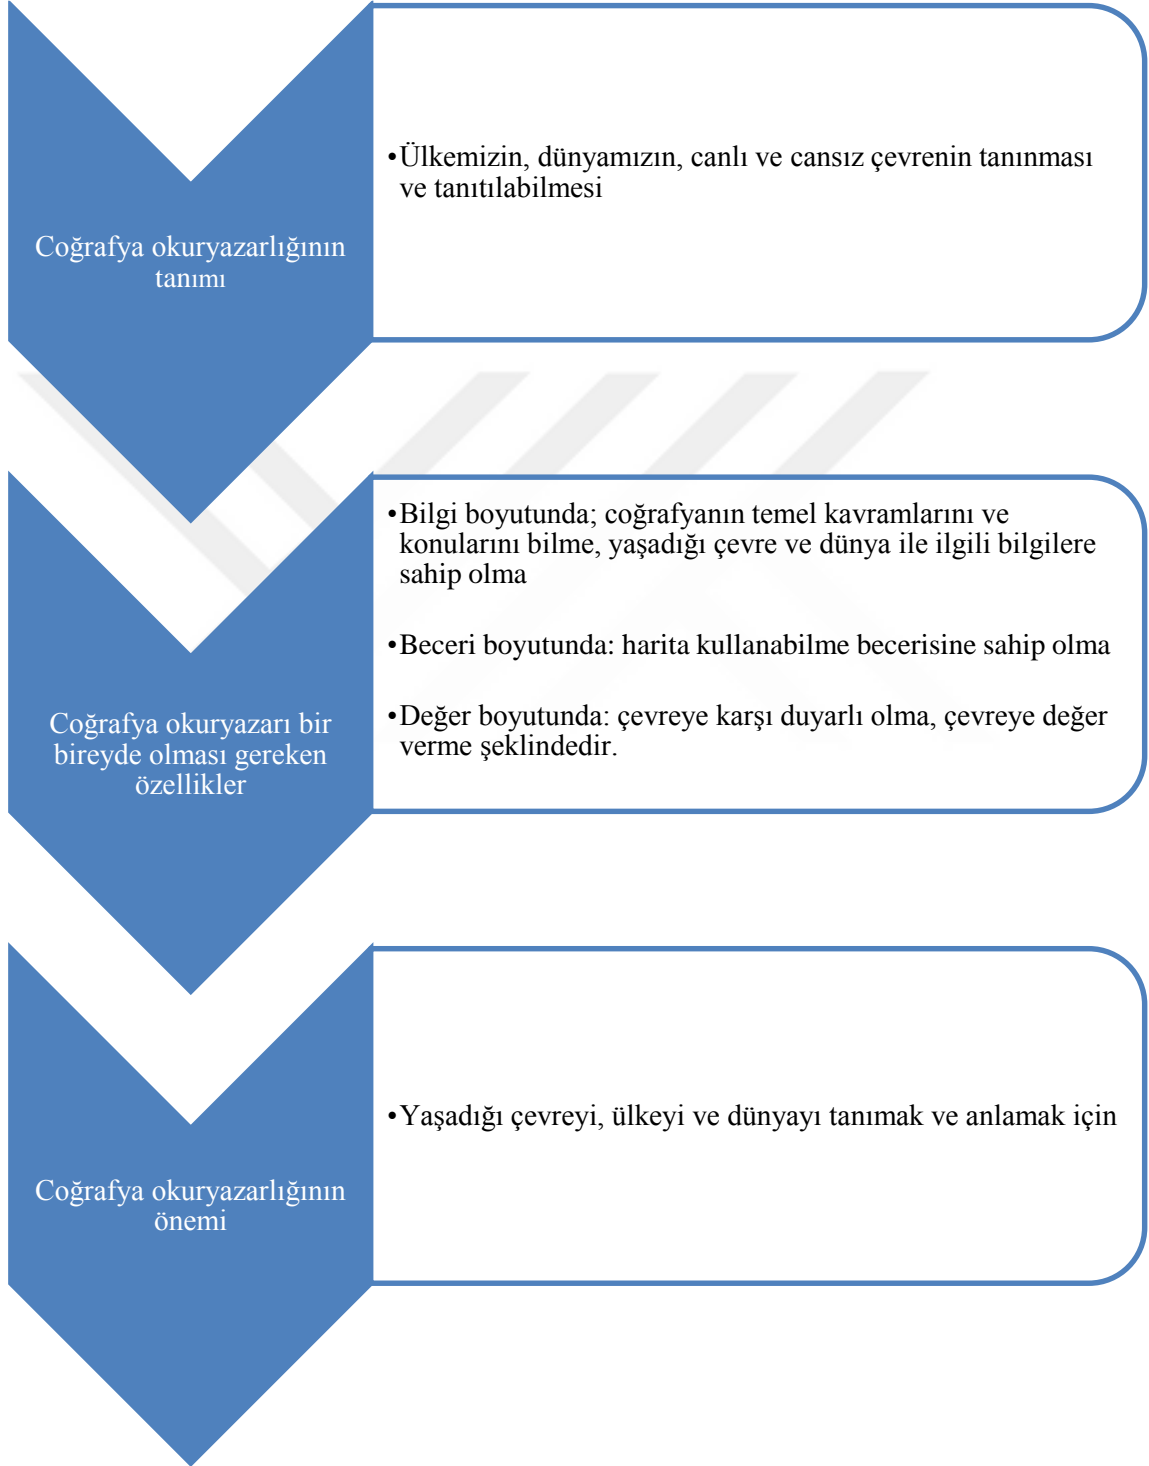 Coğrafya okuryazarlığının
tanımı
•Ülkemizin, dünyamızın, canlı ve cansız çevrenin tanınması
ve tanıtılabilmesi
Coğrafya okuryazarı bir
bireyde olması gereken
özellikler
•Bilgi boyutunda; coğrafyanın temel kavramlarını ve
konularını bilme, yaşadığı çevre ve dünya ile ilgili bilgilere
sahip olma
•Beceri boyutunda: harita kullanabilme becerisine sahip olma
•Değer boyutunda: çevreye karşı duyarlı olma, çevreye değer
verme şeklindedir.
Coğrafya okuryazarlığının
önemi
•Yaşadığı çevreyi, ülkeyi ve dünyayı tanımak ve anlamak için